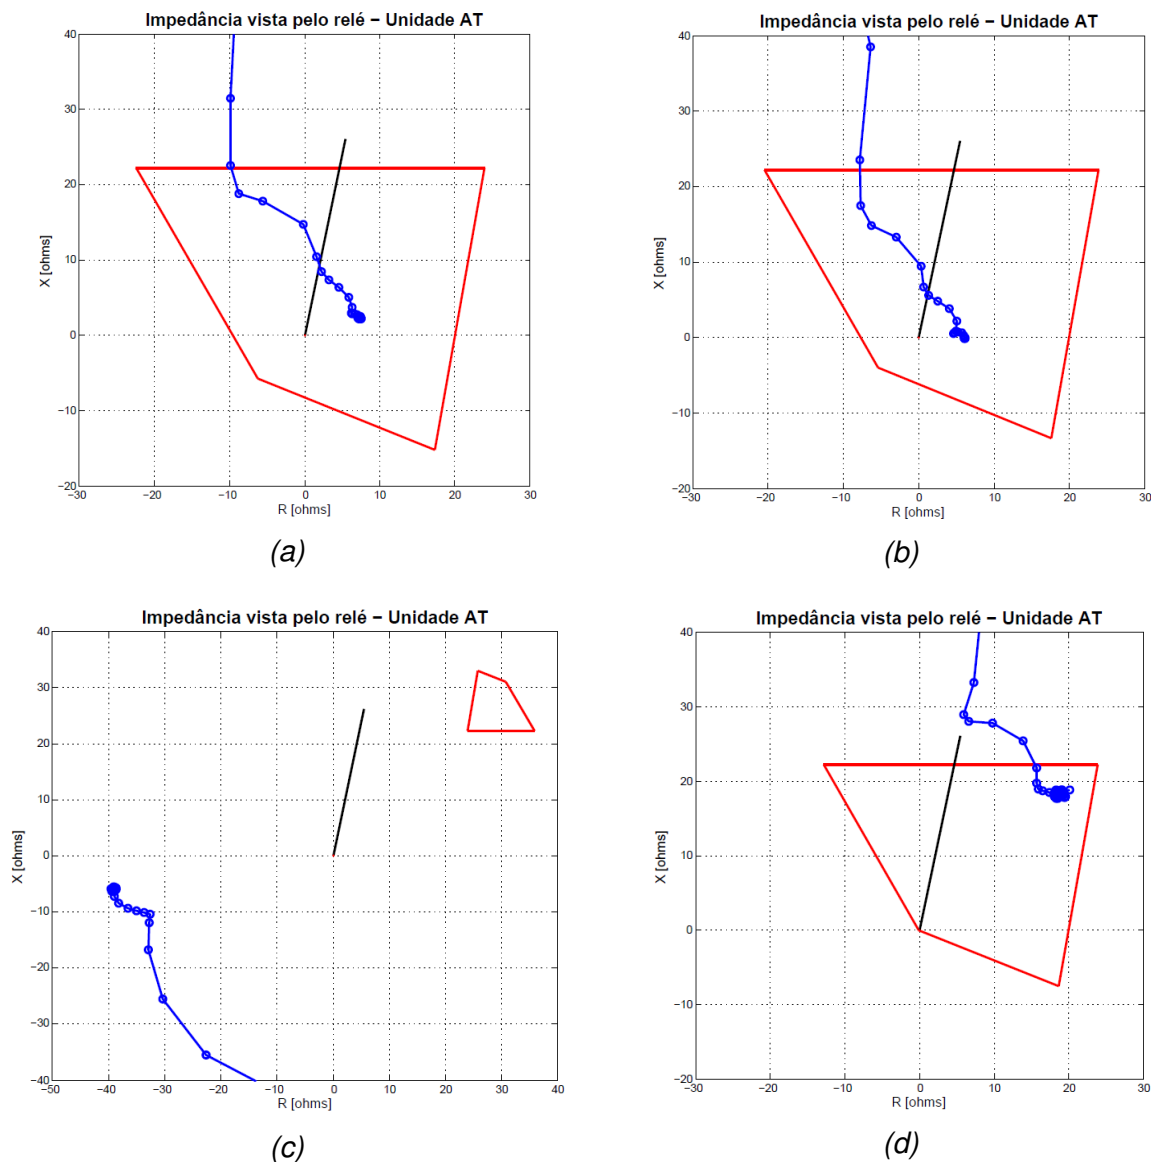 Impedância vista pelo relé − Unidade AT
40
30
20
10
0
−10
−20
−30 −20 −10 0 10 20 30
X [ohms]
R [ohms]
(a)
Impedância vista pelo relé − Unidade AT
40
30
20
10
0
−10
−20
−30 −20 −10 0 10 20 30
X [ohms]
R [ohms]
(b)
Impedância vista pelo relé − Unidade AT
40
30
20
10
0
−10
−20
−30
−40
−50 −40 −30 −20 −10 0 10 20 30 40
X [ohms]
R [ohms]
(c)
Impedância vista pelo relé − Unidade AT
40
30
20
10
0
−10
−20
−30 −20 −10 0 10 20 30
X [ohms]
R [ohms]
(d)